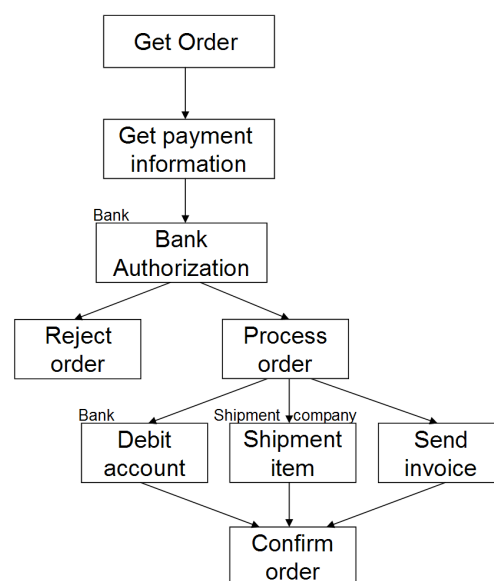 Get Order
Get payment
information
Bank
Bank
Authorization
Reject
order
Process
order
Bank
Debit
account
Shipment company
Shipment
item
Send
invoice
Confirm
order